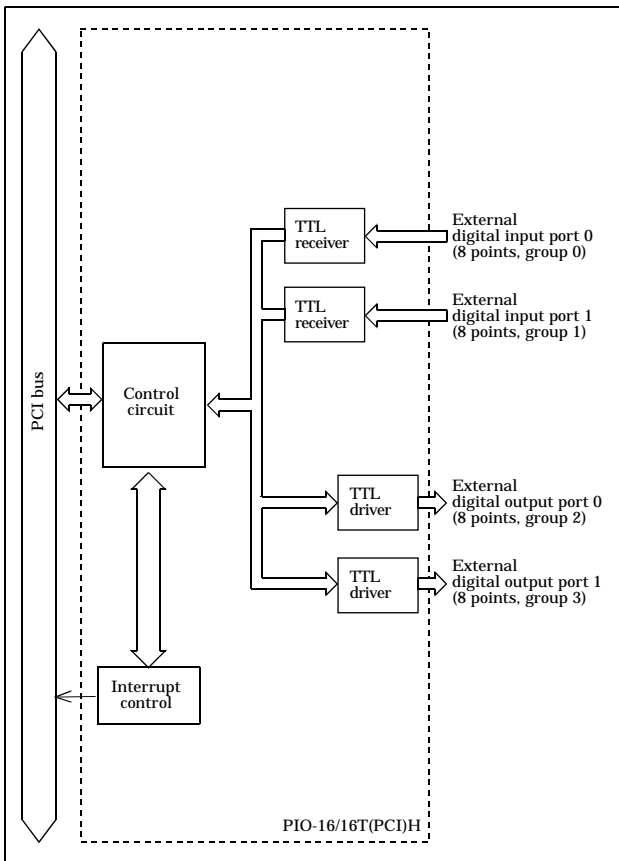 TTL
receiver
External
digital input port 0
(8 points, group 0)
TTL
receiver
External
digital input port 1
(8 points, group 1)
PCI bus
Control
circuit
TTL
driver
External
digital output port 0
(8 points, group 2)
TTL
driver
External
digital output port 1
(8 points, group 3)
Interrupt
control
PIO-16/16T(PCI)H